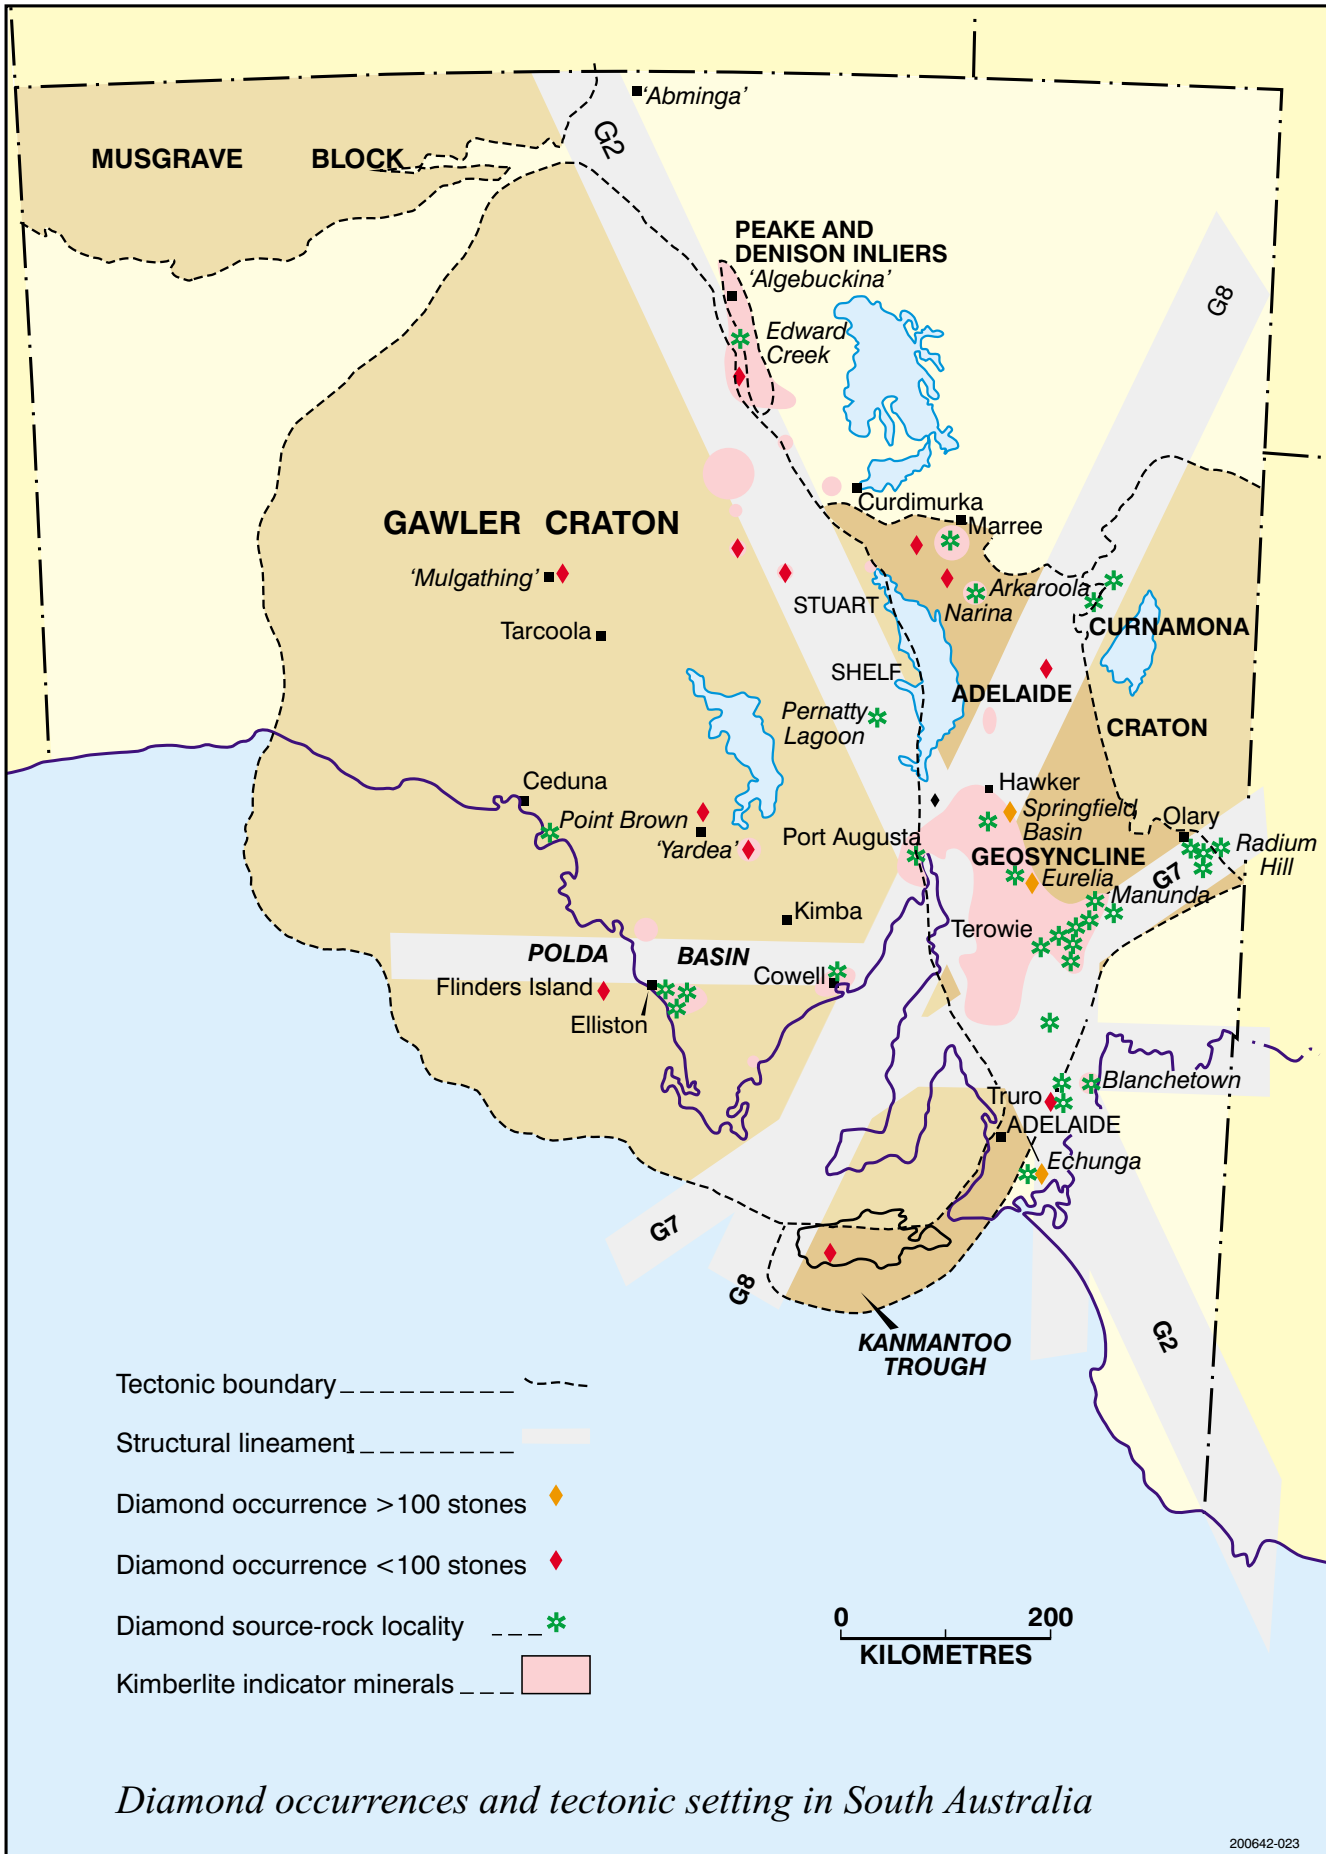 'Abminga'
G2
MUSGRAVE BLOCK
PEAKE AND
DENISON INLIERS
'Algebuckina'
G8
Edward
Creek
Curdimurka
GAWLER CRATON
Marree
'Mulgathing'
STUART
Arkaroola
Narina
Tarcoola
CURNAMONA
SHELF
ADELAIDE
Pernatty
Lagoon
CRATON
Ceduna
Hawker
Point Brown
Springfield
Basin
Olary
'Yardea'
Port Augusta
GEOSYNCLINE
Radium
Hill
Eurelia
G7
Manunda
Kimba
Terowie
POLDA BASIN
Cowell
Flinders Island
Elliston
Blanchetown
Truro
ADELAIDE
Echunga
G7
G8
G2
KANMANTOO
TROUGH
Tectonic boundary
Structural lineament
Diamond occurrence >100 stones
Diamond occurrence <100 stones
Diamond source-rock locality
Kimberlite indicator minerals
0 200
KILOMETRES
Diamond occurrences and tectonic setting in South Australia
200642-023